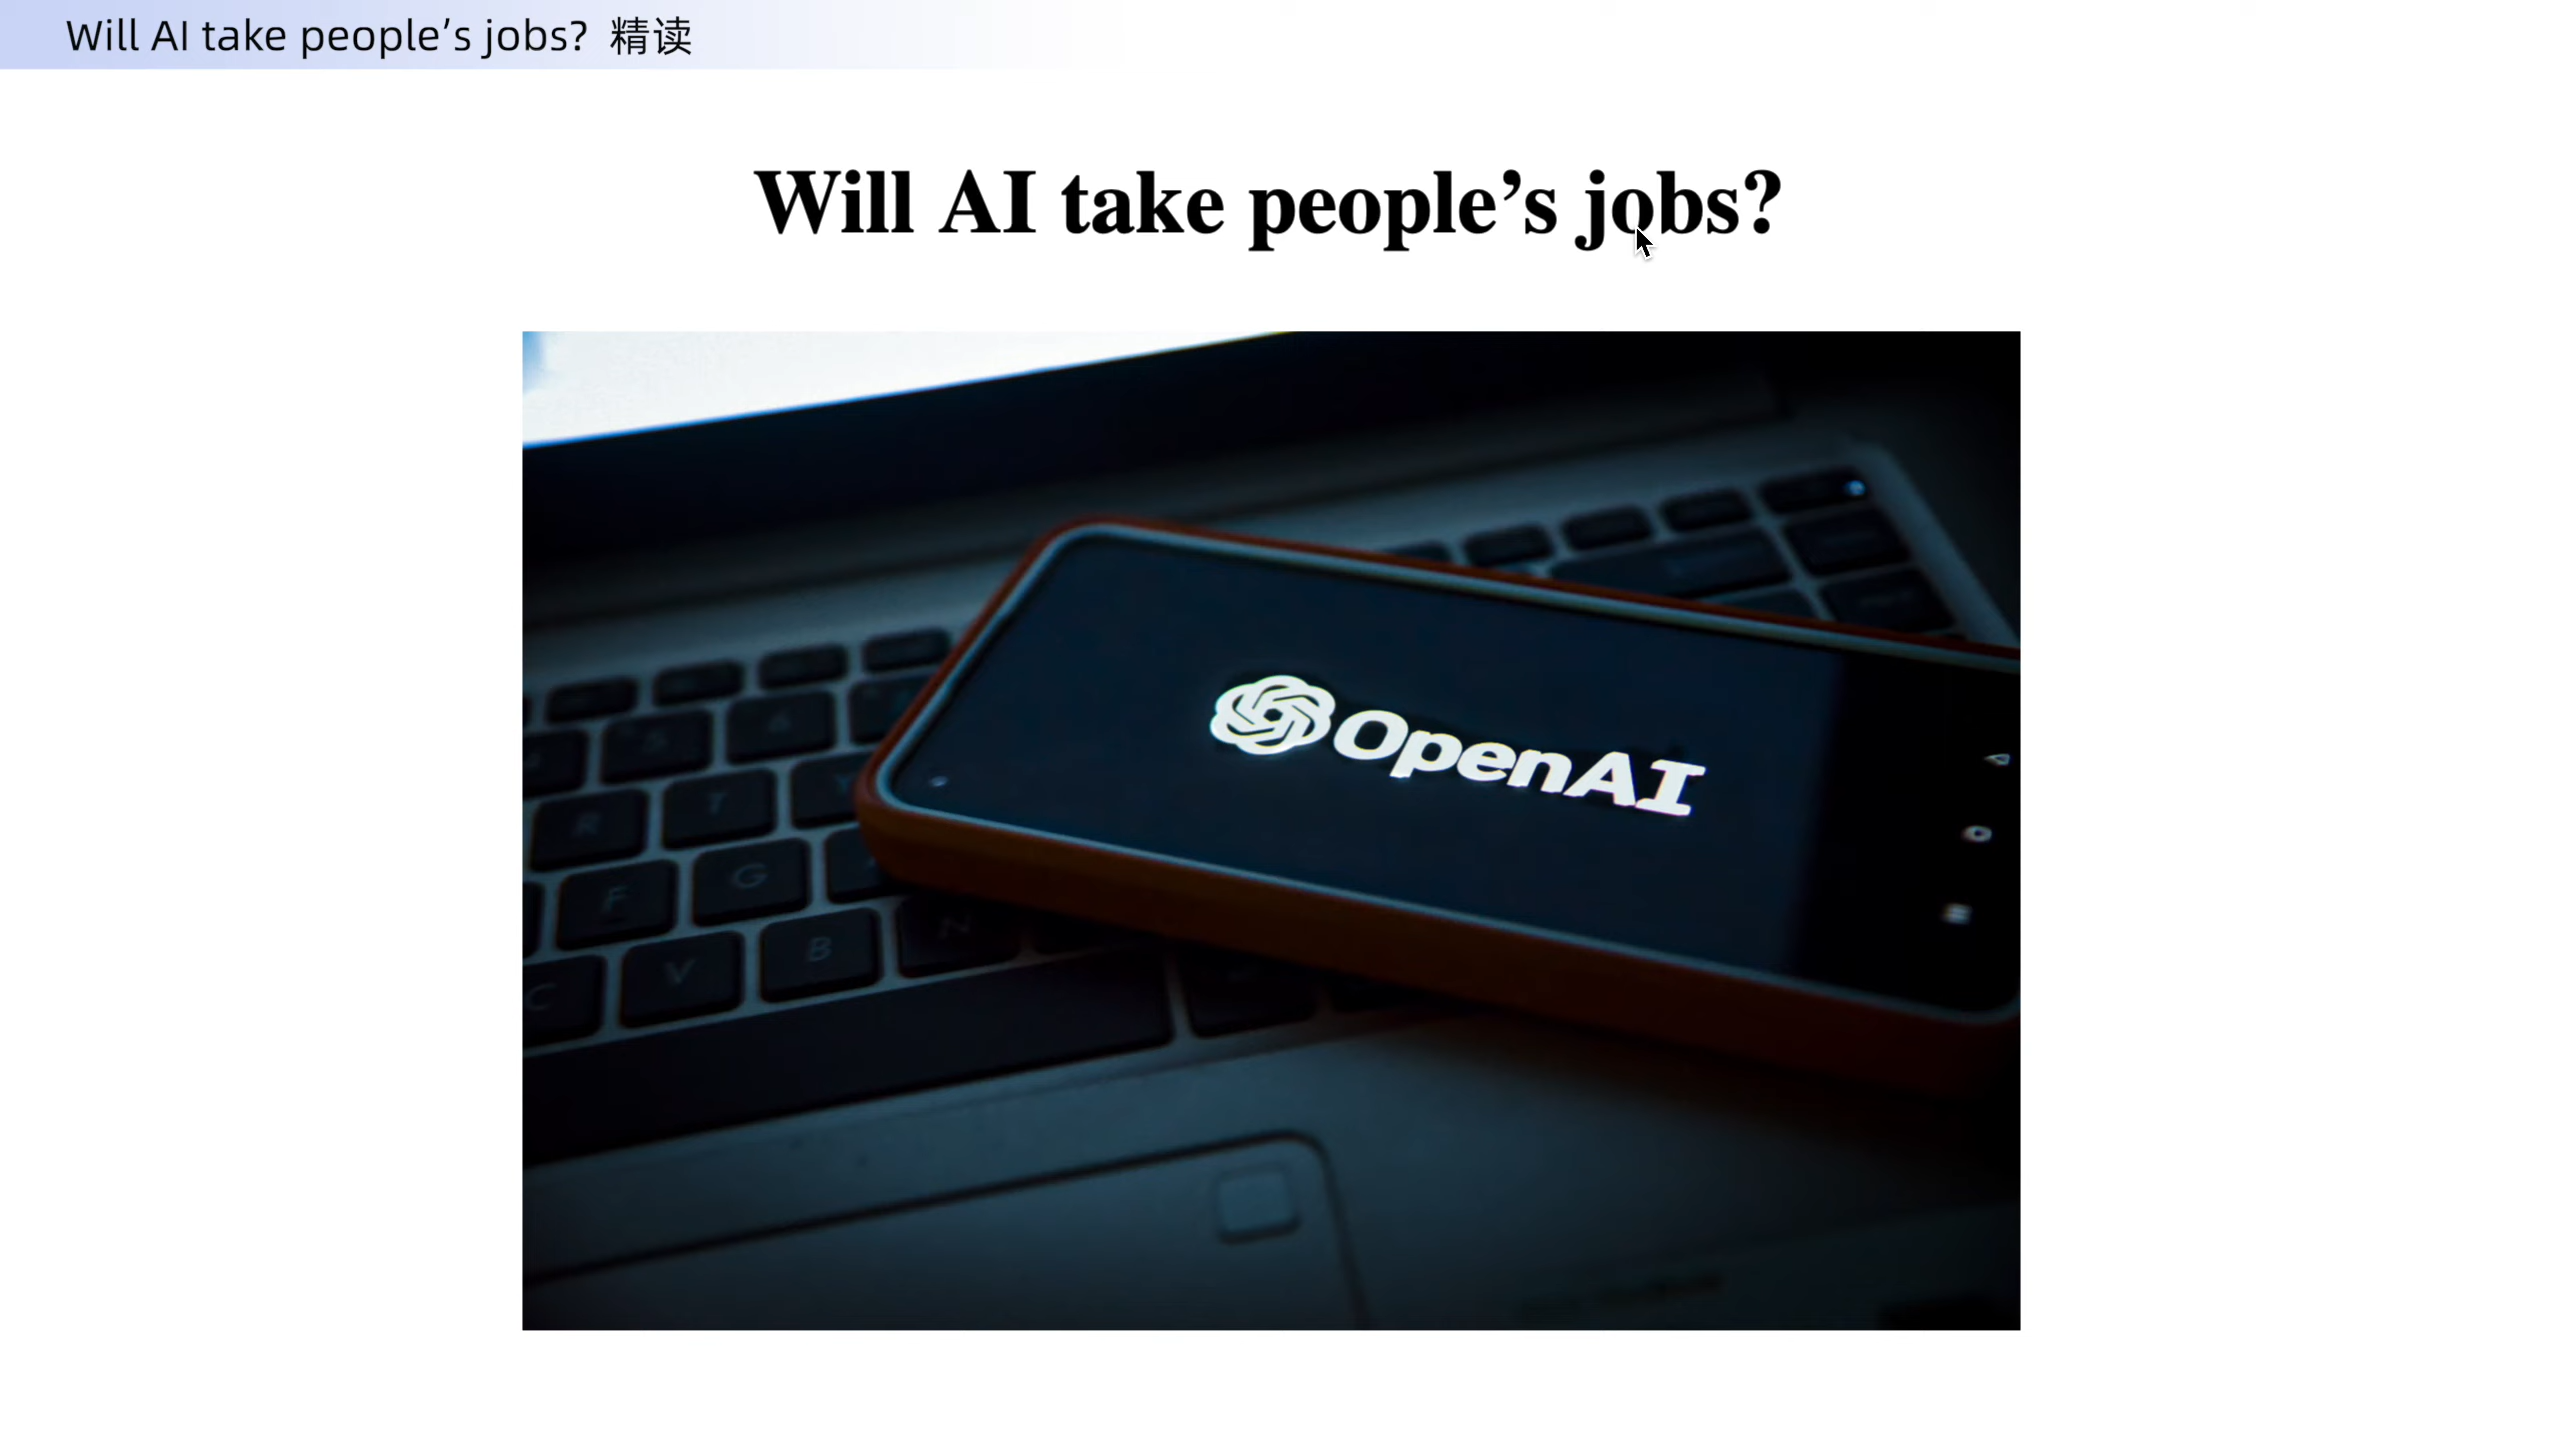 Will AI take people’s jobs? 精读
Will AI take people’s jobs?
OpenAI
R T
F G
C V B N